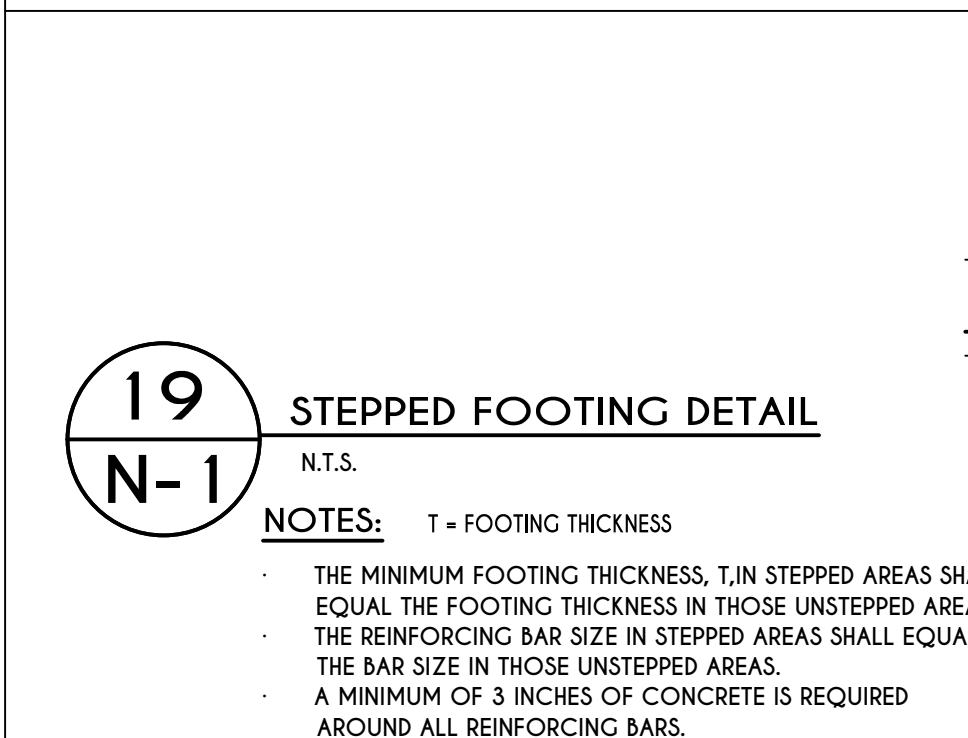 19
N-1
STEPPED FOOTING DETAIL
N.T.S.
NOTES: T = FOOTING THICKNESS
· THE MINIMUM FOOTING THICKNESS, T,IN STEPPED AREAS
EQUAL THE FOOTING THICKNESS IN THOSE UNSTEPPED
· THE REINFORCING BAR SIZE IN STEPPED AREAS SHALL
THE BAR SIZE IN THOSE UNSTEPPED AREAS.
· A MINIMUM OF 3 INCHES OF CONCRETE IS REQUIRED
AROUND ALL REINFORCING BARS.